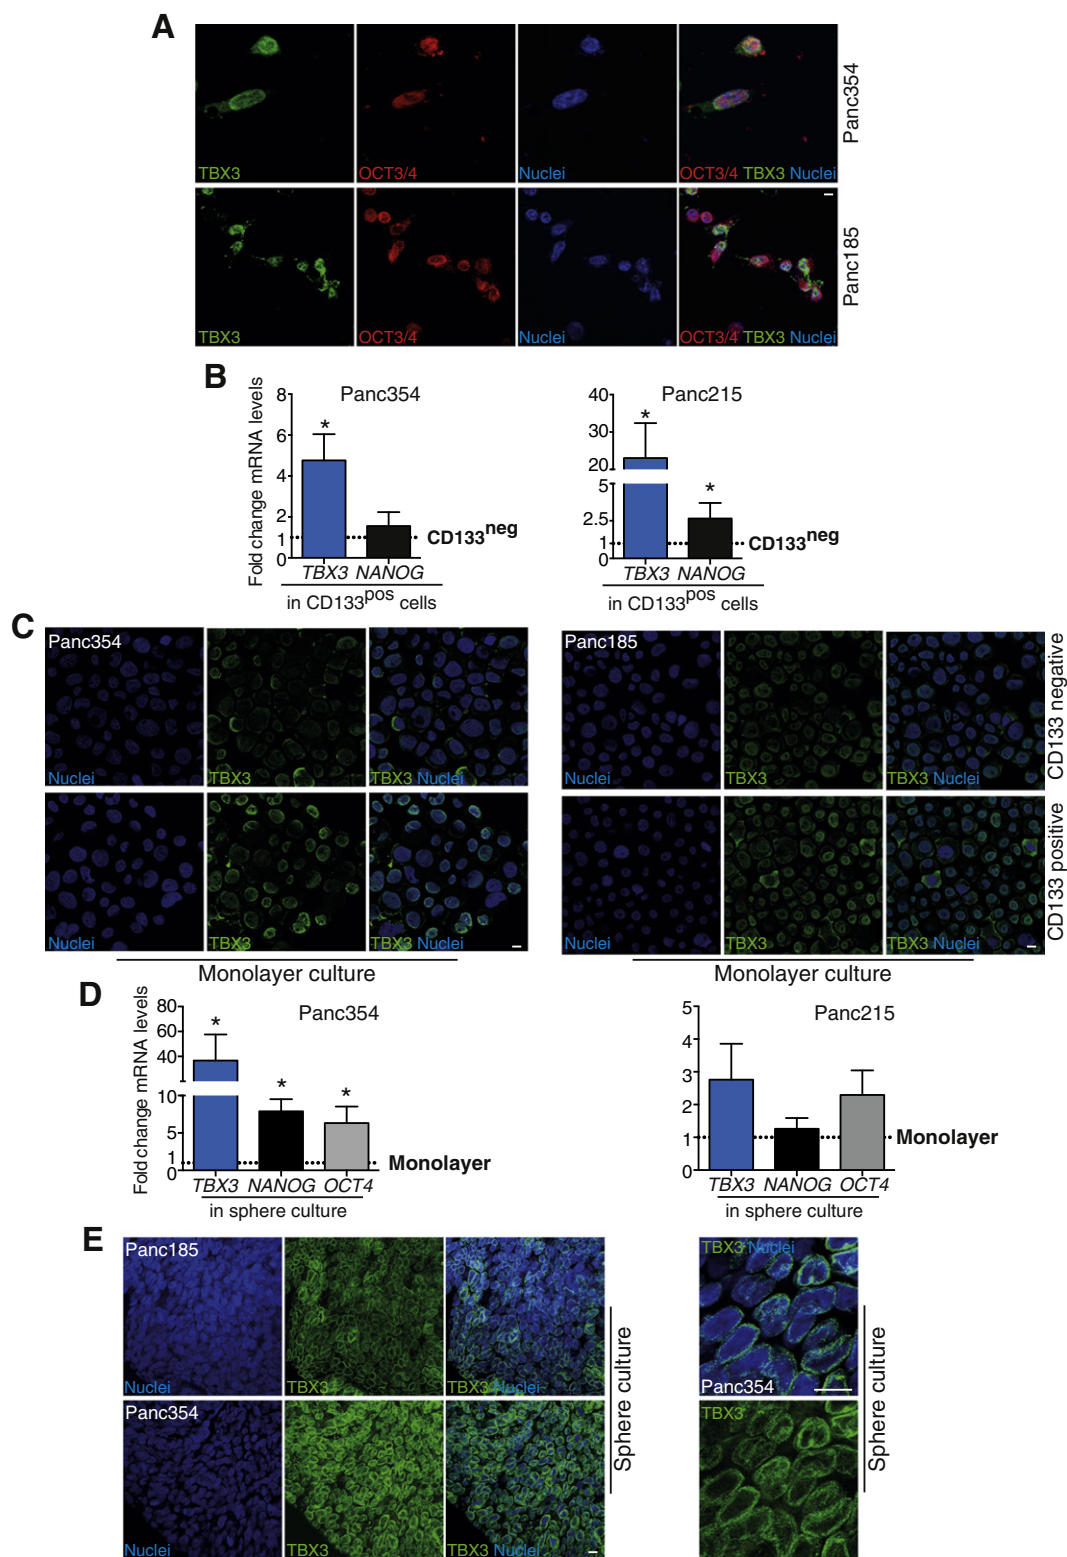 A
TBX3
OCT3/4
Nuclei
OCT3/4 TBX3 Nuclei
Panc354
TBX3
OCT3/4
Nuclei
OCT3/4 TBX3 Nuclei
Panc185
B
Fold change mRNA levels
Panc354
8
6
4
2
1
0
*
CD133neg
TBX3 NANOG
in CD133pos cells
Panc215
40
30
20
5
2.5
1
0
*
*
CD133neg
TBX3 NANOG
in CD133pos cells
C
Panc354
Nuclei
TBX3
TBX3 Nuclei
Nuclei
TBX3
TBX3 Nuclei
Monolayer culture
Panc185
Nuclei
TBX3
TBX3 Nuclei
CD133 negative
Nuclei
TBX3
TBX3 Nuclei
CD133 positive
Monolayer culture
D
Fold change mRNA levels
Panc354
80
60
40
10
5
1
0
*
*
*
Monolayer
TBX3 NANOG OCT4
in sphere culture
Panc215
5
4
3
2
1
0
Monolayer
TBX3 NANOG OCT4
in sphere culture
E
Panc185
Nuclei
TBX3
TBX3 Nuclei
Panc354
Nuclei
TBX3
TBX3 Nuclei
Sphere culture
TBX3 Nuclei
Panc354
TBX3
Sphere culture